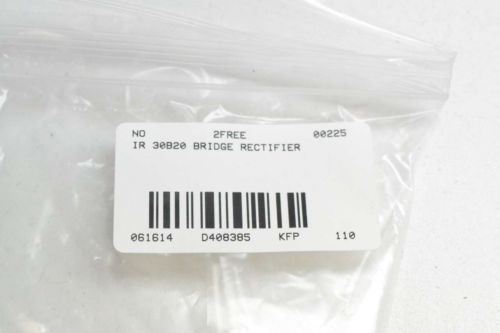 NO 2FREE 00225
IR 30B20 BRIDGE RECTIFIER
061614 D408385 KFP 110